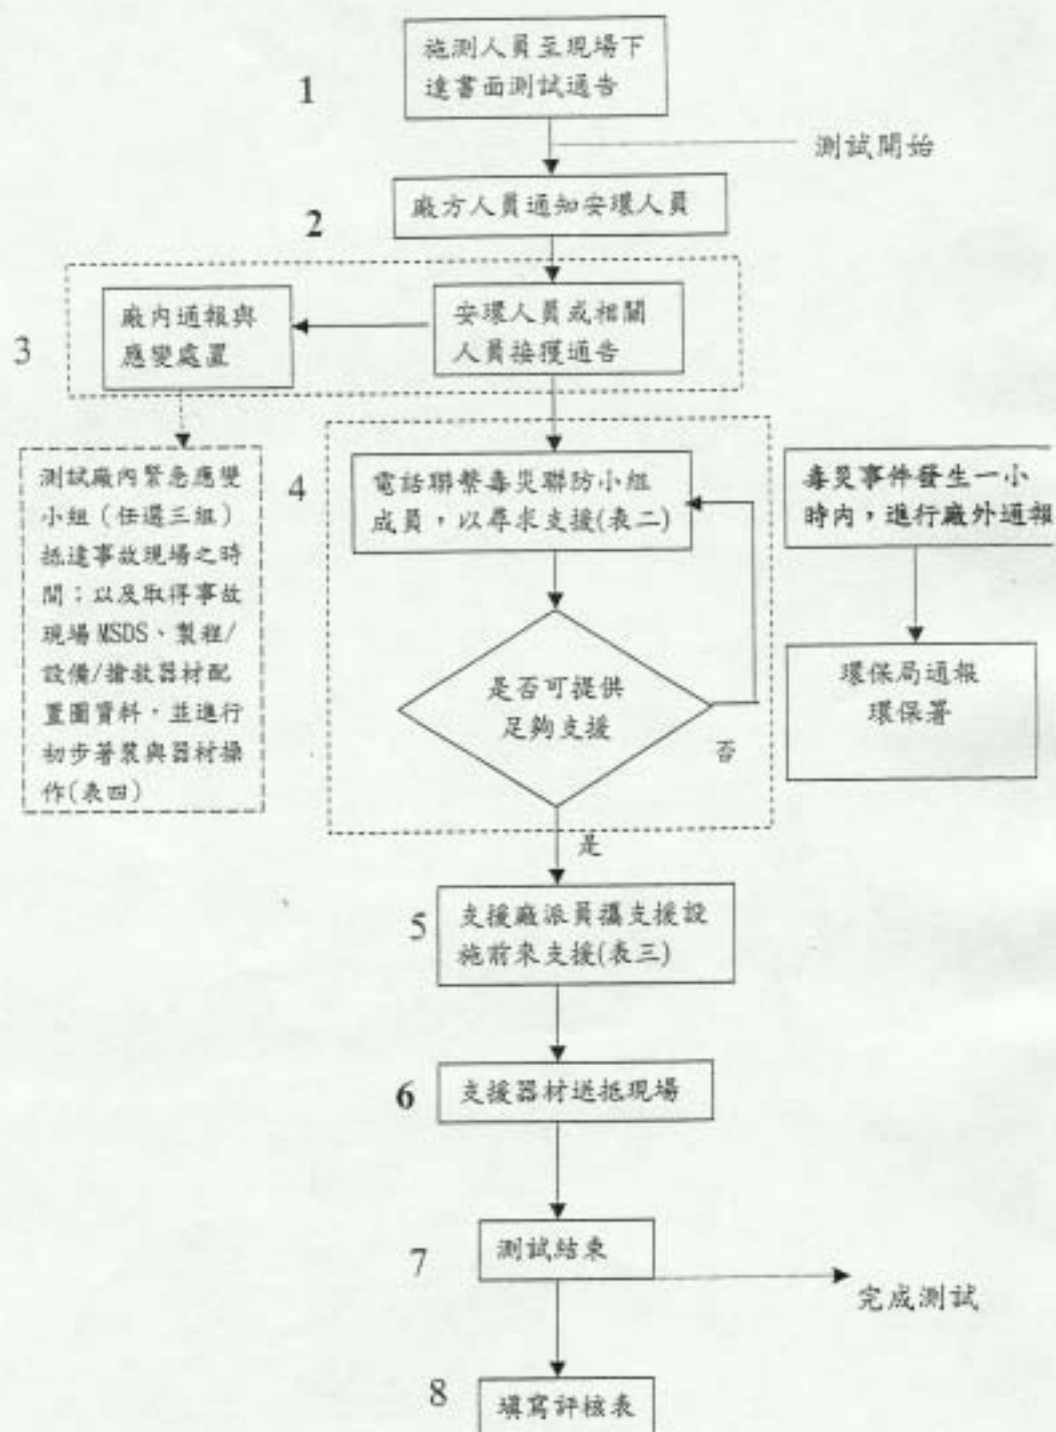 1
施測人員至現場下
達書面測試通告
測試開始
2
廠方人員通知安環人員
3
廠內通報與
應變處置
安環人員或相關
人員接獲通告
測試廠內緊急應變
小組(任選三組)
抵達事故現場之時
間;以及取得事故
現場 MSDS、製程/
設備/搶救器材配
置圖資料,並進行
初步著裝與器材操
作(表四)
4
電話聯繫毒災聯防小組
成員,以尋求支援(表二)
是否可提供
足夠支援
否
是
毒災事件發生一小
時內,進行廠外通報
環保局通報
環保署
5
支援廠派員攜支援設
施前來支援(表三)
6
支援器材送抵現場
7
測試結束
完成測試
8
填寫評核表